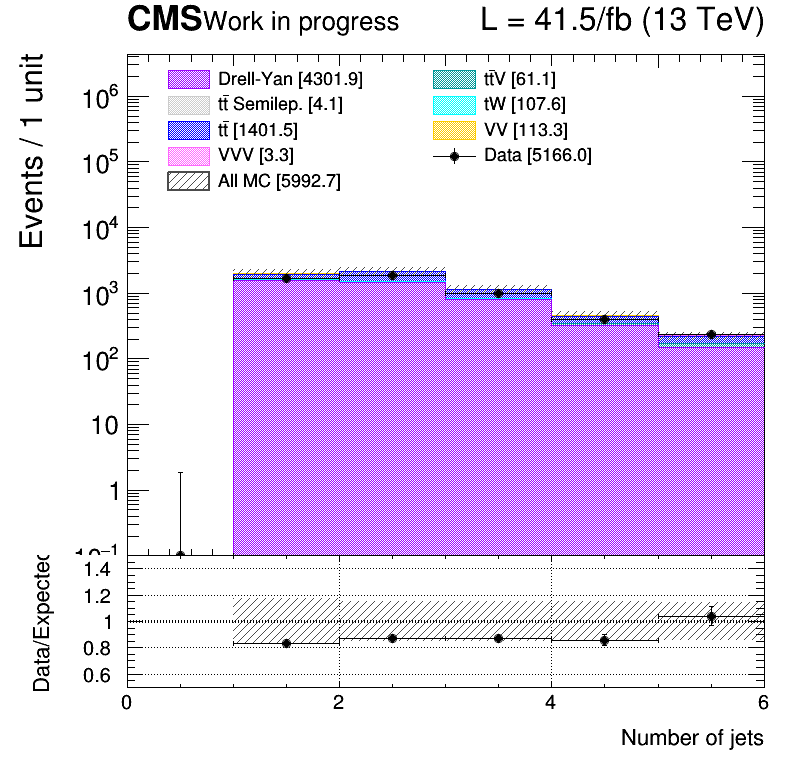 CMS Work in progress L = 41.5/fb (13 TeV)
Events / 1 unit
Drell-Yan [4301.9]
tt̄ Semilep. [4.1]
tt̄ [1401.5]
VVV [3.3]
All MC [5992.7]
tt̄V [61.1]
tW [107.6]
VV [113.3]
Data [5166.0]
10⁶
10⁵
10⁴
10³
10²
10
1
10⁻¹
Data/Expected
1.4
1.2
1
0.8
0.6
0 2 4 6
Number of jets